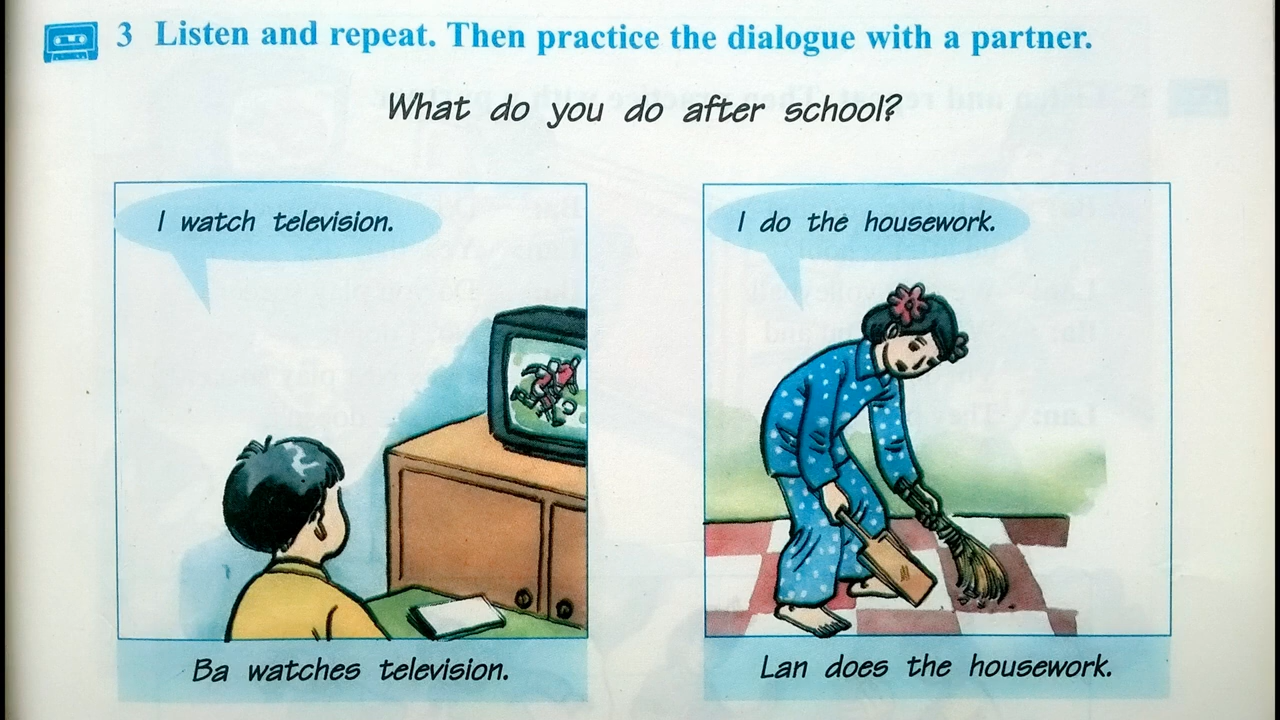 3 Listen and repeat. Then practice the dialogue with a partner.
What do you do after school?
I watch television.
I do the housework.
Ba watches television.
Lan does the housework.